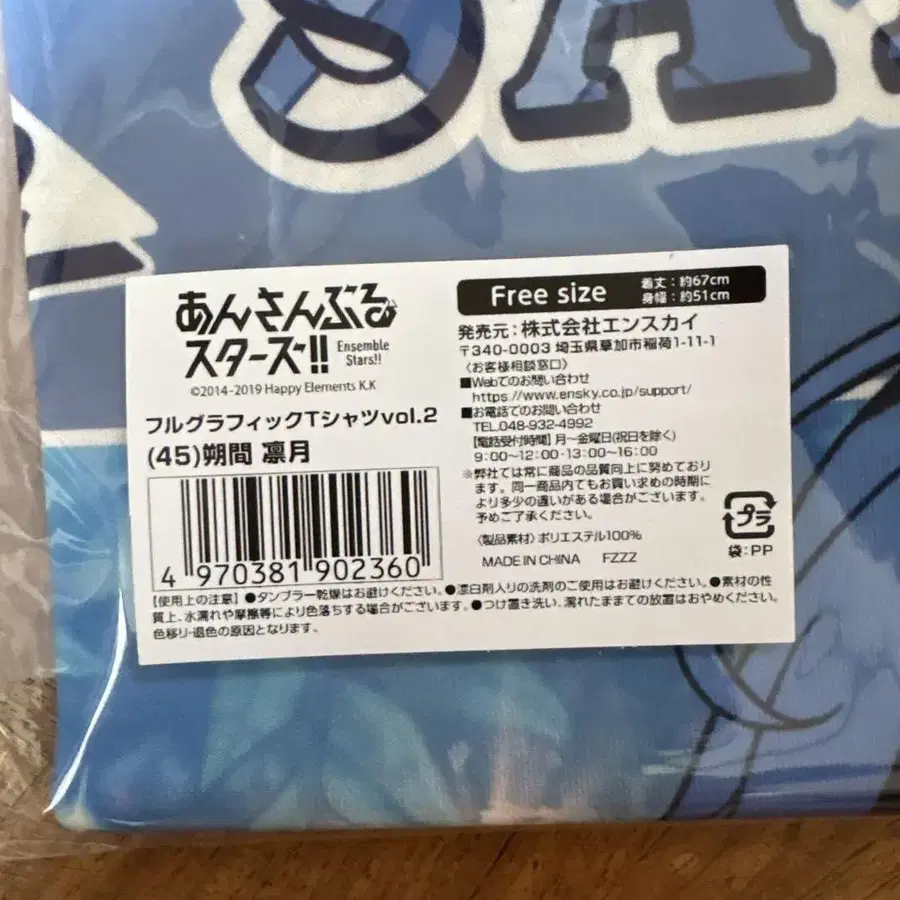 SA
あんさんぶる
スターズ!!
Ensemble
Stars!!
©2014-2019 Happy Elements K.K
フルグラフィックTシャツvol.2
(45)朔間 凛月
4 970381 902360
Free size
着丈:約67cm
身幅:約51cm
発売元:株式会社エンスカイ
〒340-0003 埼玉県草加市稲荷1-11-1
〈お客様相談窓口〉
■Webでのお問い合わせ
https://www.ensky.co.jp/support/
■お電話でのお問い合わせ
TEL.048-932-4992
【電話受付時間】月~金曜日(祝日を除く)
9:00~12:00・13:00~16:00
※弊社では常に商品の品質向上に努めており
ます。同一商品内でもお買い求めの時期に
より多少の違いがある場合がございます。
予めご了承ください。
〈製品素材〉ポリエステル100%
MADE IN CHINA FZZZ
プラ
袋:PP
【使用上の注意】●タンブラー乾燥はお避けください。●漂白剤入りの洗剤のご使用はお避けください。●素材の性
質上、水濡れや摩擦等により色落ちする場合がございます。●つけ置き洗い、濡れたままでの放置はおやめください。
色移り・退色の原因となります。